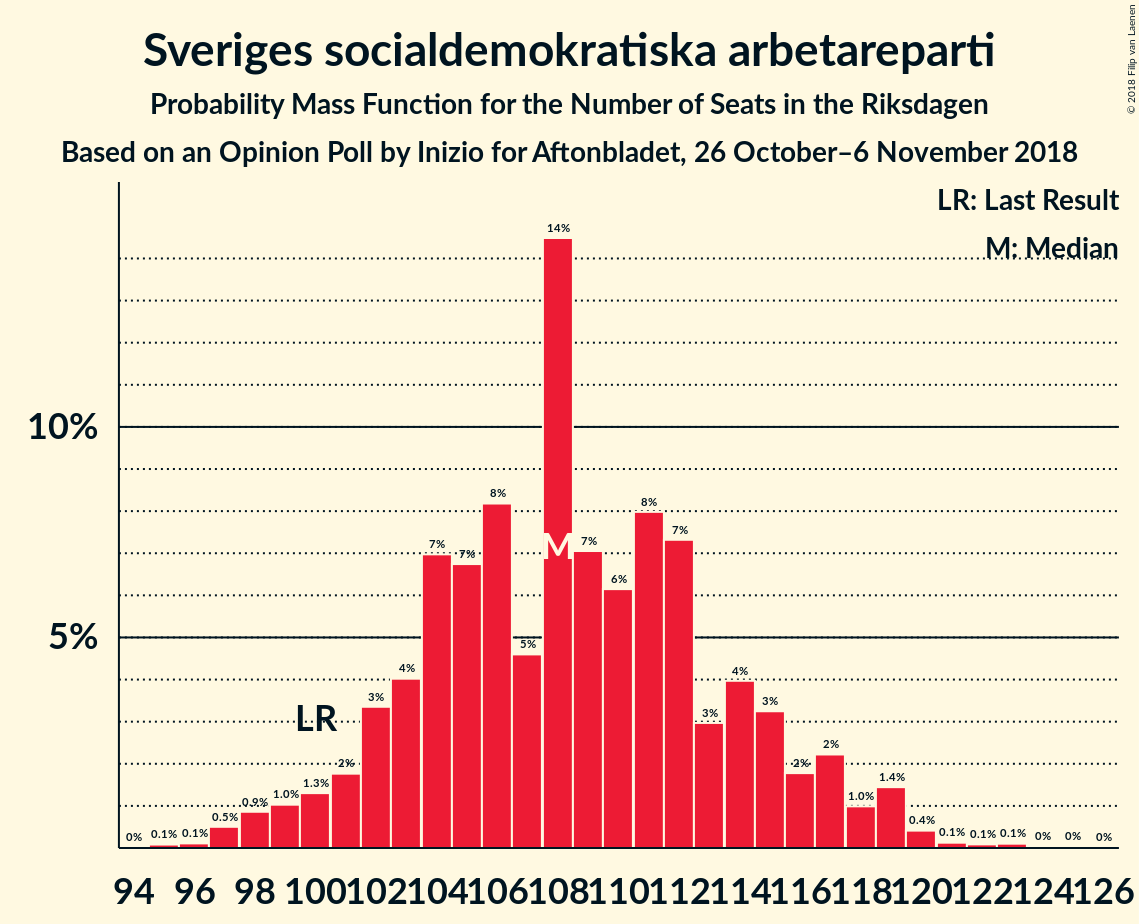 Sveriges socialdemokratiska arbetareparti
Probability Mass Function for the Number of Seats in the Riksdagen
Based on an Opinion Poll by Inizio for Aftonbladet, 26 October–6 November 2018
© 2018 Filip van Laenen
LR: Last Result
M: Median
10%
5%
0% 0.1% 0.1% 0.5% 0.9% 1.0% 1.3% 2% 3% 4% 7% 7% 8% 5% 14% 7% 6% 8% 7% 3% 4% 3% 2% 2% 1.0% 1.4% 0.4% 0.1% 0.1% 0.1% 0% 0% 0%
LR
M
94 96 98 100 102 104 106 108 110 112 114 116 118 120 122 124 126